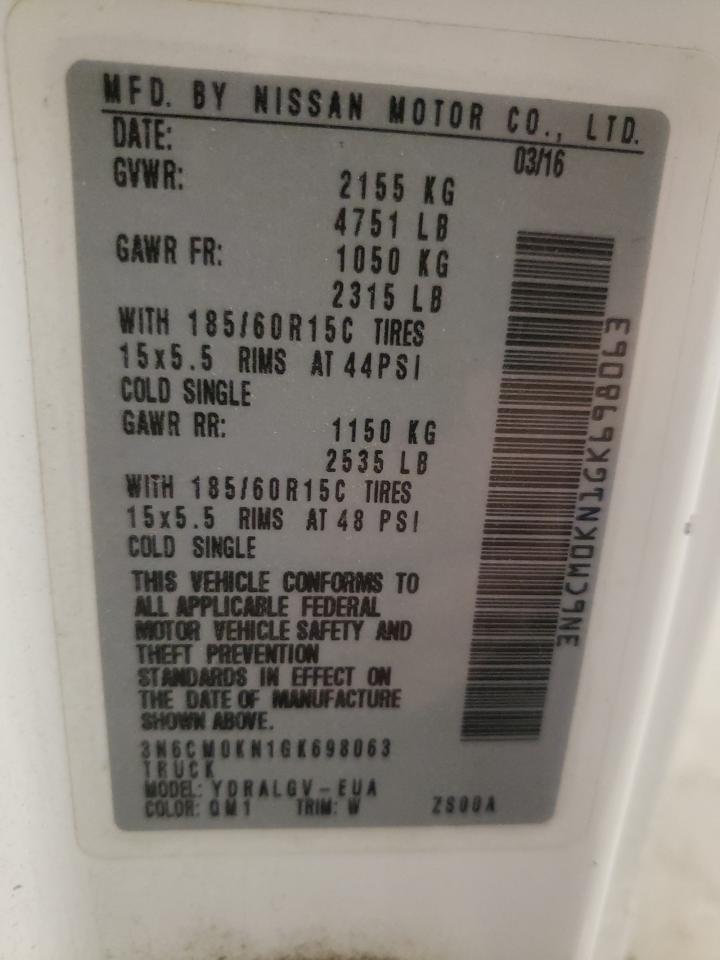 MFD. BY NISSAN MOTOR CO., LTD.
DATE: 03/16
GVWR: 2155 KG
4751 LB
GAWR FR: 1050 KG
2315 LB
WITH 185/60R15C TIRES
15x5.5 RIMS AT 44PSI
COLD SINGLE
GAWR RR: 1150 KG
2535 LB
WITH 185/60R15C TIRES
15x5.5 RIMS AT 48 PSI
COLD SINGLE
THIS VEHICLE CONFORMS TO
ALL APPLICABLE FEDERAL
MOTOR VEHICLE SAFETY AND
THEFT PREVENTION
STANDARDS IN EFFECT ON
THE DATE OF MANUFACTURE
SHOWN ABOVE.
3N6CM0KN1GK698063
TRUCK
MODEL: YDRALGV-EUA
COLOR: QM1 TRIM: W ZS00A
3N6CM0KN1GK698063